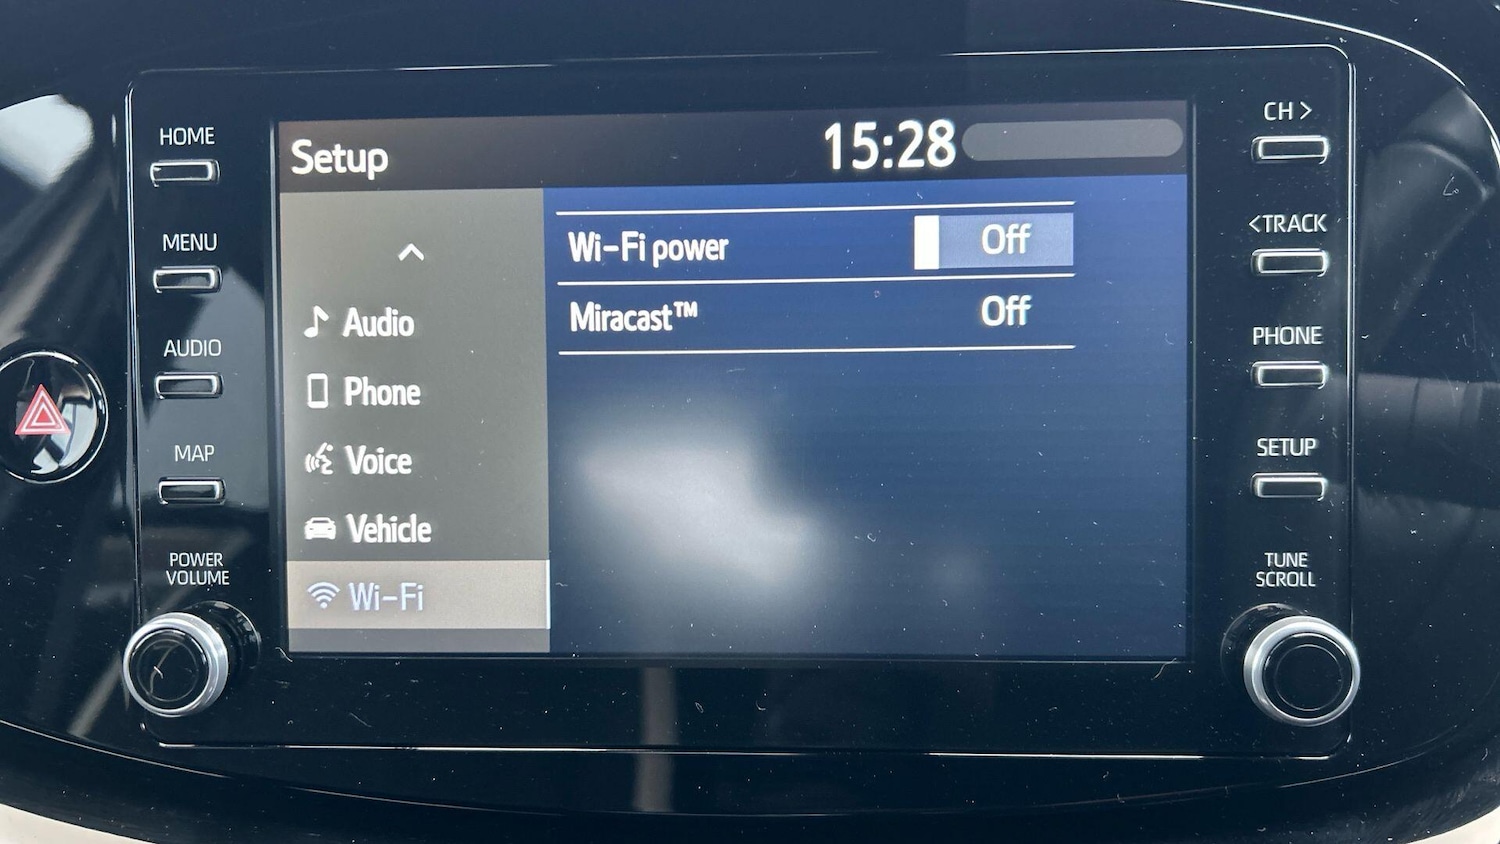 HOME
MENU
AUDIO
MAP
POWER
VOLUME
Setup
15:28
Audio
Phone
Voice
Vehicle
Wi-Fi
Wi-Fi power Off
Miracast™ Off
CH >
<TRACK
PHONE
SETUP
TUNE
SCROLL